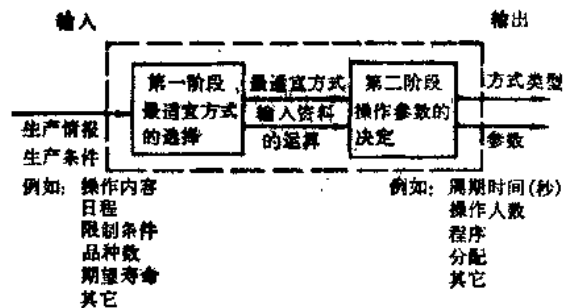 输入
输出
第一阶段
最适宜方式
的选择
最适宜方式
输入资料
的运算
第二阶段
操作参数的
决定
方式类型
参数
生产情报
生产条件
例如：操作内容
日程
限制条件
品种数
期望寿命
其它
例如：周期时间(秒)
操作人数
程序
分配
其它